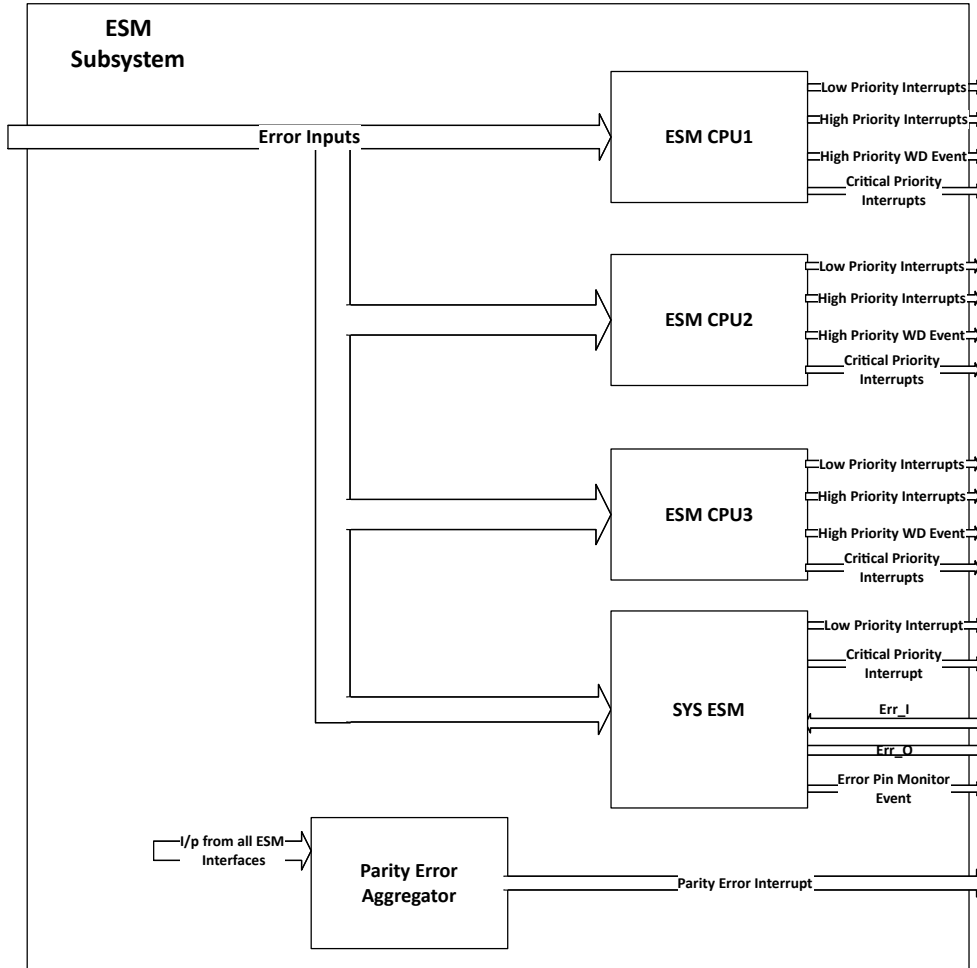 ESM
Subsystem
Error Inputs
ESM CPU1
Low Priority Interrupts
High Priority Interrupts
High Priority WD Event
Critical Priority
Interrupts
ESM CPU2
Low Priority Interrupts
High Priority Interrupts
High Priority WD Event
Critical Priority
Interrupts
ESM CPU3
Low Priority Interrupts
High Priority Interrupts
High Priority WD Event
Critical Priority
Interrupts
SYS ESM
Low Priority Interrupt
Critical Priority
Interrupt
Err_I
Err_O
Error Pin Monitor
Event
I/p from all ESM
Interfaces
Parity Error
Aggregator
Parity Error Interrupt